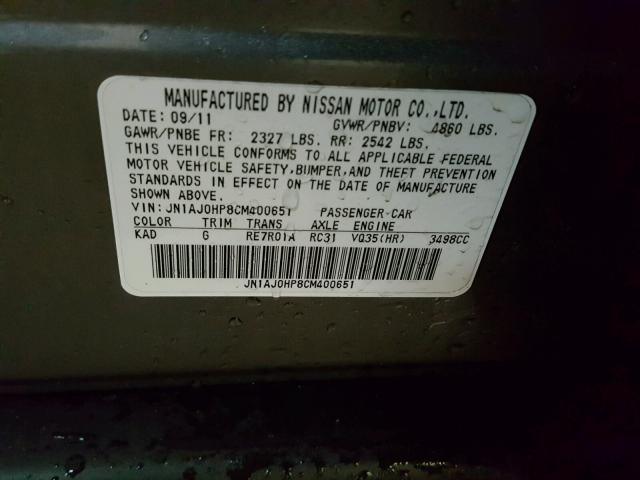 MANUFACTURED BY NISSAN MOTOR CO.,LTD.
DATE: 09/11 GVWR/PNBV: 4860 LBS.
GAWR/PNBE FR: 2327 LBS. RR: 2542 LBS.
THIS VEHICLE CONFORMS TO ALL APPLICABLE FEDERAL
MOTOR VEHICLE SAFETY,BUMPER,AND THEFT PREVENTION
STANDARDS IN EFFECT ON THE DATE OF MANUFACTURE
SHOWN ABOVE.
VIN:JN1AJ0HP8CM400651 PASSENGER CAR
COLOR TRIM TRANS AXLE ENGINE
KAD G RE7R01A RC31 VQ35(HR) 3498CC
JN1AJ0HP8CM400651